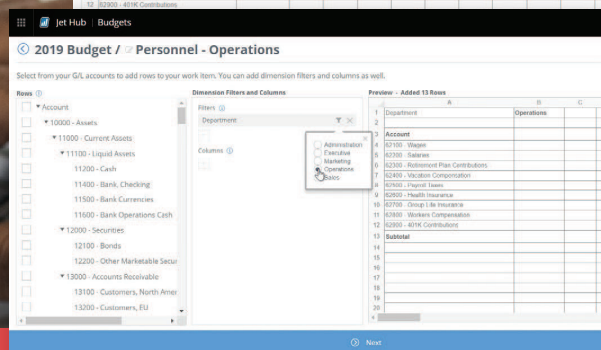 12 62900 - 401K Contributions
Jet Hub | Budgets
2019 Budget / Personnel - Operations
Select from your G/L accounts to add rows to your work item. You can add dimension filters and columns as well.
Rows
Account
10000 - Assets
11000 - Current Assets
11100 - Liquid Assets
11200 - Cash
11400 - Bank, Checking
11500 - Bank Currencies
11600 - Bank Operations Cash
12000 - Securities
12100 - Bonds
12200 - Other Marketable Secur
13000 - Accounts Receivable
13100 - Customers, North Amer
13200 - Customers, EU
Dimension Filters and Columns
Filters
Department
Columns
Administration
Executive
Marketing
Operations
Sales
Preview - Added 13 Rows
A B C
1 Department Operations
2
3 Account
4 62100 - Wages
5 62200 - Salaries
6 62300 - Retirement Plan Contributions
7 62400 - Vacation Compensation
8 62500 - Payroll Taxes
9 62600 - Health Insurance
10 62700 - Group Life Insurance
11 62800 - Workers Compensation
12 62900 - 401K Contributions
13 Subtotal
14
15
16
17
18
19
20
Next